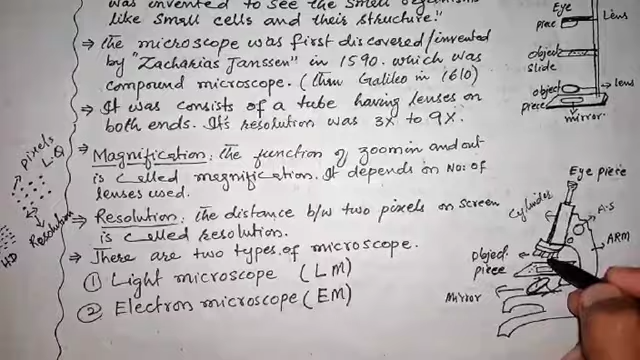 was invented to see the small organisms
like small cells and their structure."
→ the microscope was first discovered/invented
by "Zacharias Janssen" in 1590. which was
compound microscope. (then Galileo in 1610)
→ It was consists of a tube having lenses on
both ends. It's resolution was 3X to 9X.
→ Magnification: the function of zoomin and out
is called megnification. It depends on No: of
lenses used.
→ Resolution: the distance b/w two pixels on screen
is called resolution.
→ There are two types of microscope.
① Light microscope (LM)
② Electron microscope (EM)
pixels
L.Q
Resolution
HD
Eye
piece
Lens
object
slide
object
piece
lens
mirror
Eye piece
Cylinder
A.S
ARM
Object
piece
Mirror